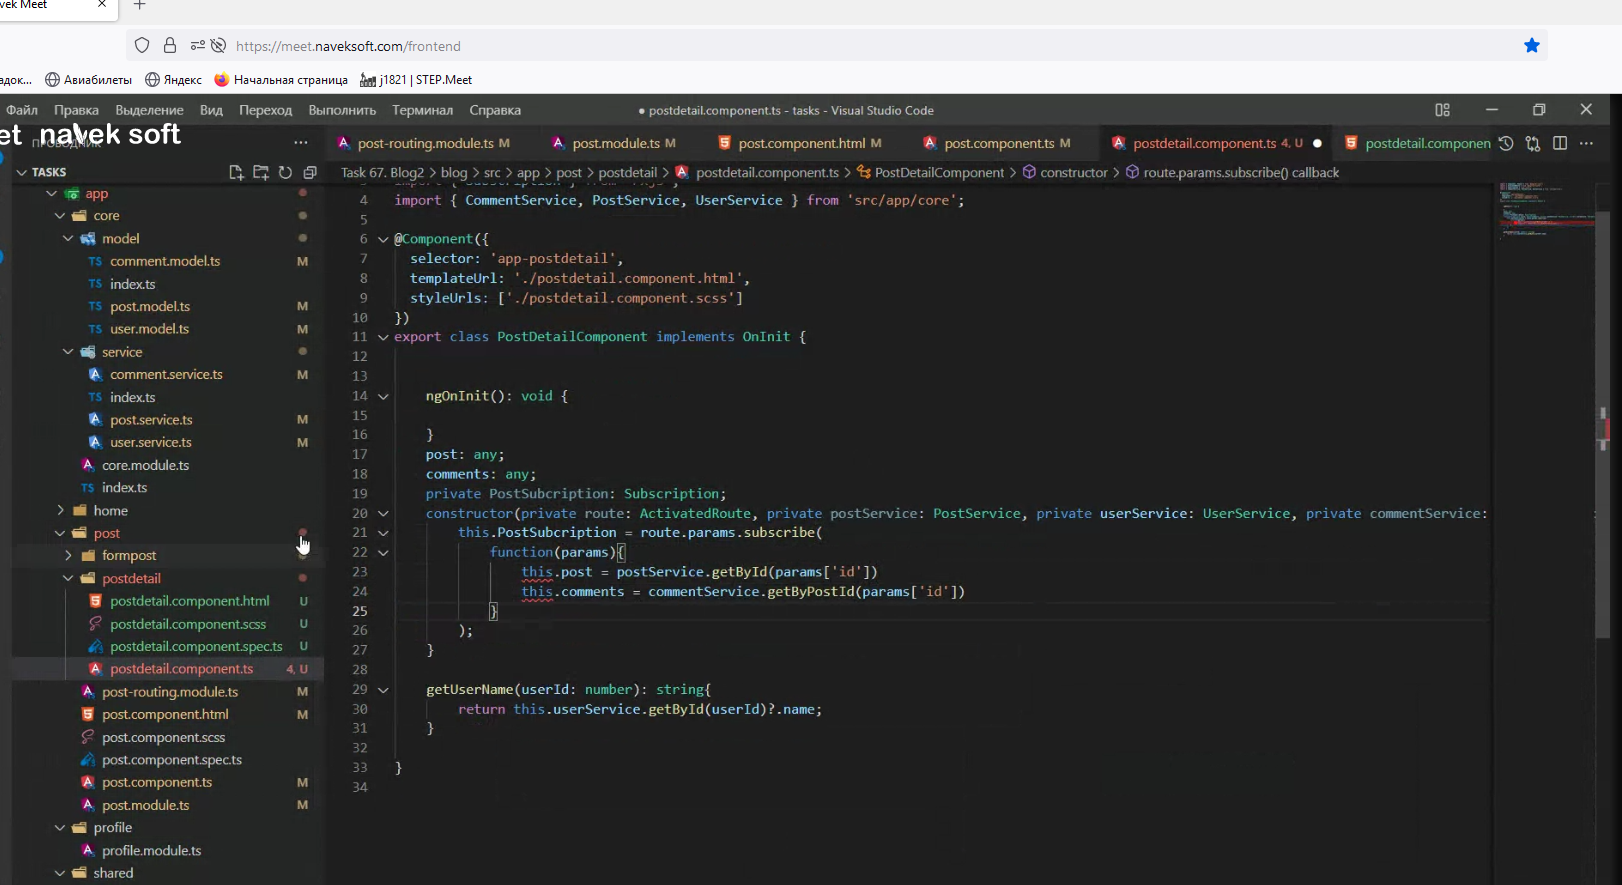 vek Meet
https://meet.naveksoft.com/frontend
адок...
Авиабилеты
Яндекс
Начальная страница
j1821 | STEP.Meet
Файл Правка Выделение Вид Переход Выполнить Терминал Справка
● postdetail.component.ts - tasks - Visual Studio Code
et navek soft
ПРОВОДНИК
post-routing.module.ts M
post.module.ts M
post.component.html M
post.component.ts M
postdetail.component.ts 4, U
postdetail.componen
TASKS
Task 67. Blog2 > blog > src > app > post > postdetail > postdetail.component.ts > PostDetailComponent > constructor > route.params.subscribe() callback
app
core
model
comment.model.ts M
index.ts
post.model.ts M
user.model.ts M
service
comment.service.ts M
index.ts
post.service.ts M
user.service.ts M
core.module.ts
index.ts
home
post
formpost
postdetail
postdetail.component.html U
postdetail.component.scss U
postdetail.component.spec.ts U
postdetail.component.ts 4, U
post-routing.module.ts M
post.component.html M
post.component.scss
post.component.spec.ts
post.component.ts M
post.module.ts M
profile
profile.module.ts
shared
4 import { CommentService, PostService, UserService } from 'src/app/core';
5
6 @Component({
7 selector: 'app-postdetail',
8 templateUrl: './postdetail.component.html',
9 styleUrls: ['./postdetail.component.scss']
10 })
11 export class PostDetailComponent implements OnInit {
12
13
14 ngOnInit(): void {
15
16 }
17 post: any;
18 comments: any;
19 private PostSubcription: Subscription;
20 constructor(private route: ActivatedRoute, private postService: PostService, private userService: UserService, private commentService:
21 this.PostSubcription = route.params.subscribe(
22 function(params){
23 this.post = postService.getById(params['id'])
24 this.comments = commentService.getByPostId(params['id'])
25 }
26 );
27 }
28
29 getUserName(userId: number): string{
30 return this.userService.getById(userId)?.name;
31 }
32
33 }
34